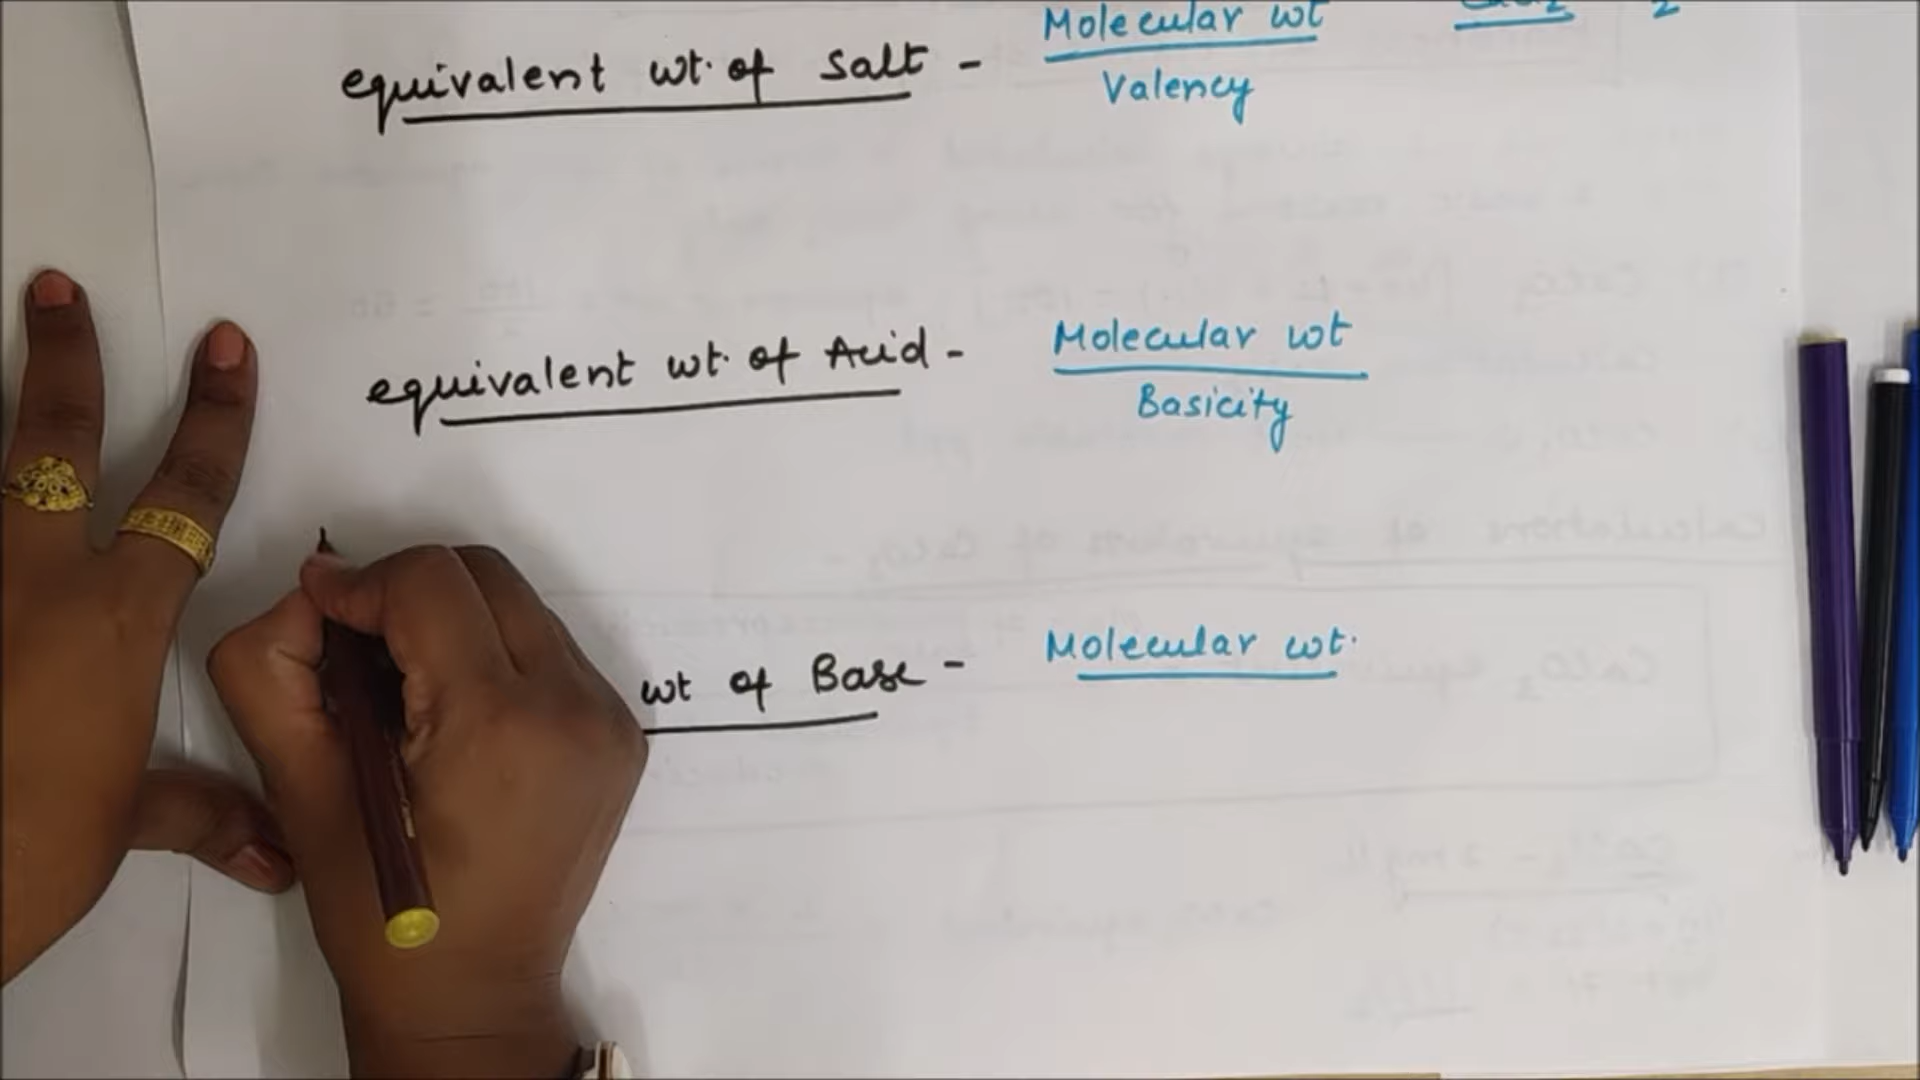 Molecular wt
equivalent wt. of Salt -
Valency
Molecular wt
equivalent wt. of Acid -
Basicity
Molecular wt.
wt of Base -